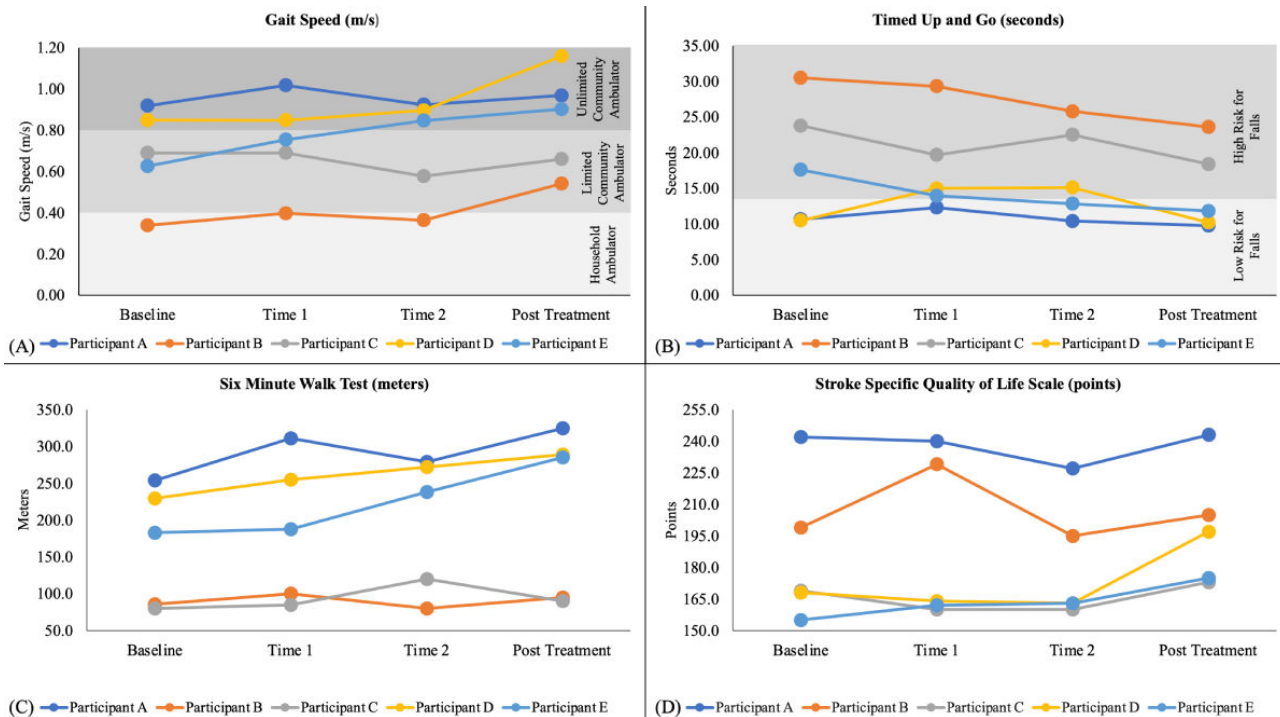 Gait Speed (m/s)
1.20
1.00
0.80
0.60
0.40
0.20
0.00
Gait Speed (m/s)
Unlimited
Community
Ambulator
Limited
Community
Ambulator
Household
Ambulator
Baseline
Time 1
Time 2
Post Treatment
(A)
Participant A
Participant B
Participant C
Participant D
Participant E
Timed Up and Go (seconds)
35.00
30.00
25.00
20.00
15.00
10.00
5.00
0.00
Seconds
High Risk for
Falls
Low Risk for
Falls
Baseline
Time 1
Time 2
Post Treatment
(B)
Participant A
Participant B
Participant C
Participant D
Participant E
Six Minute Walk Test (meters)
350.0
300.0
250.0
200.0
150.0
100.0
50.0
Meters
Baseline
Time 1
Time 2
Post Treatment
(C)
Participant A
Participant B
Participant C
Participant D
Participant E
Stroke Specific Quality of Life Scale (points)
255.0
240.0
225.0
210.0
195.0
180.0
165.0
150.0
Points
Baseline
Time 1
Time 2
Post Treatment
(D)
Participant A
Participant B
Participant C
Participant D
Participant E